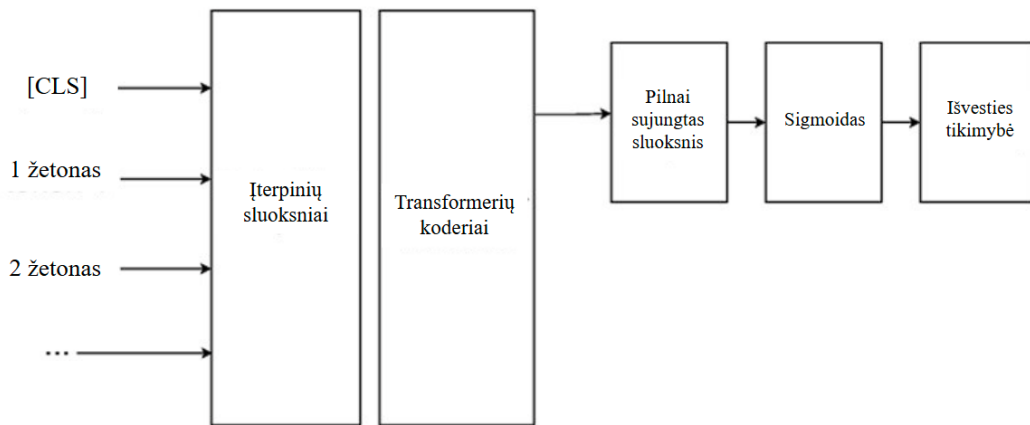 [CLS]
1 žetonas
2 žetonas
...
Įterpinių
sluoksniai
Transformerių
koderiai
Pilnai
sujungtas
sluoksnis
Sigmoidas
Išvesties
tikimybė